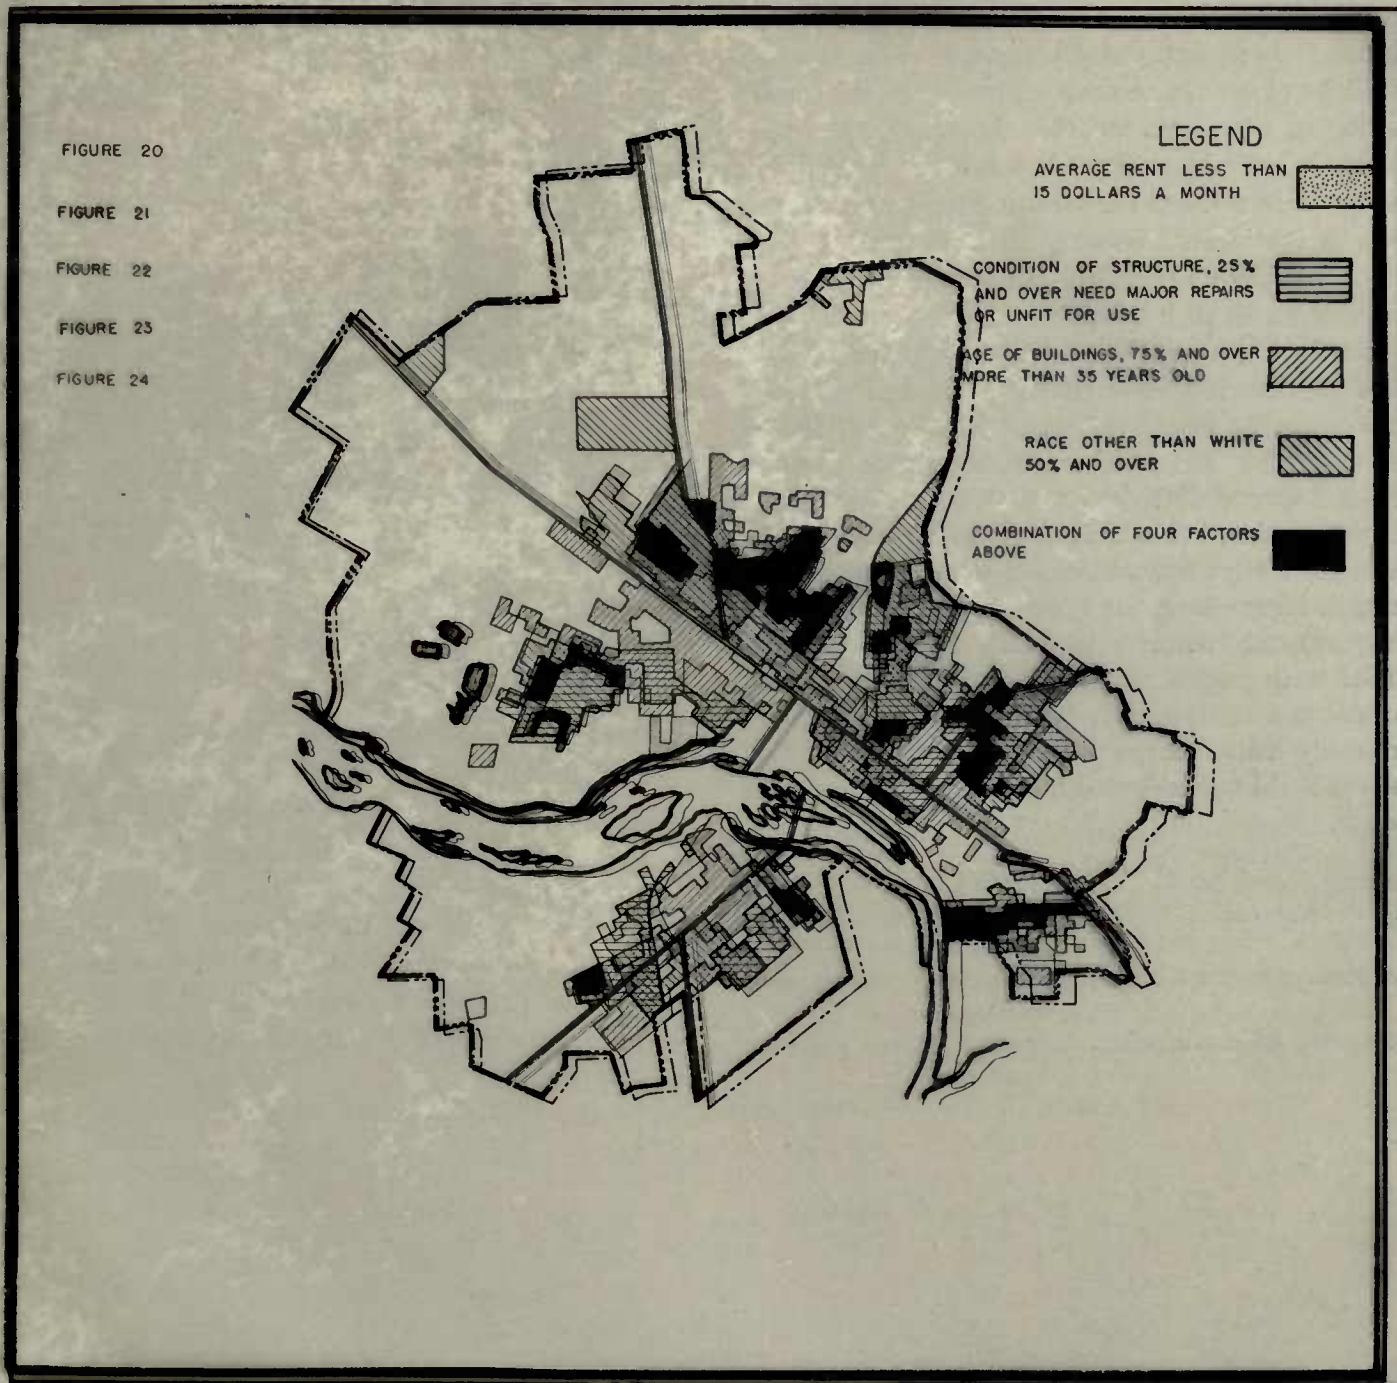 FIGURE 20
FIGURE 21
FIGURE 22
FIGURE 23
FIGURE 24
LEGEND
AVERAGE RENT LESS THAN
15 DOLLARS A MONTH
CONDITION OF STRUCTURE, 25%
AND OVER NEED MAJOR REPAIRS
OR UNFIT FOR USE
AGE OF BUILDINGS, 75% AND OVER
MORE THAN 35 YEARS OLD
RACE OTHER THAN WHITE
50% AND OVER
COMBINATION OF FOUR FACTORS
ABOVE